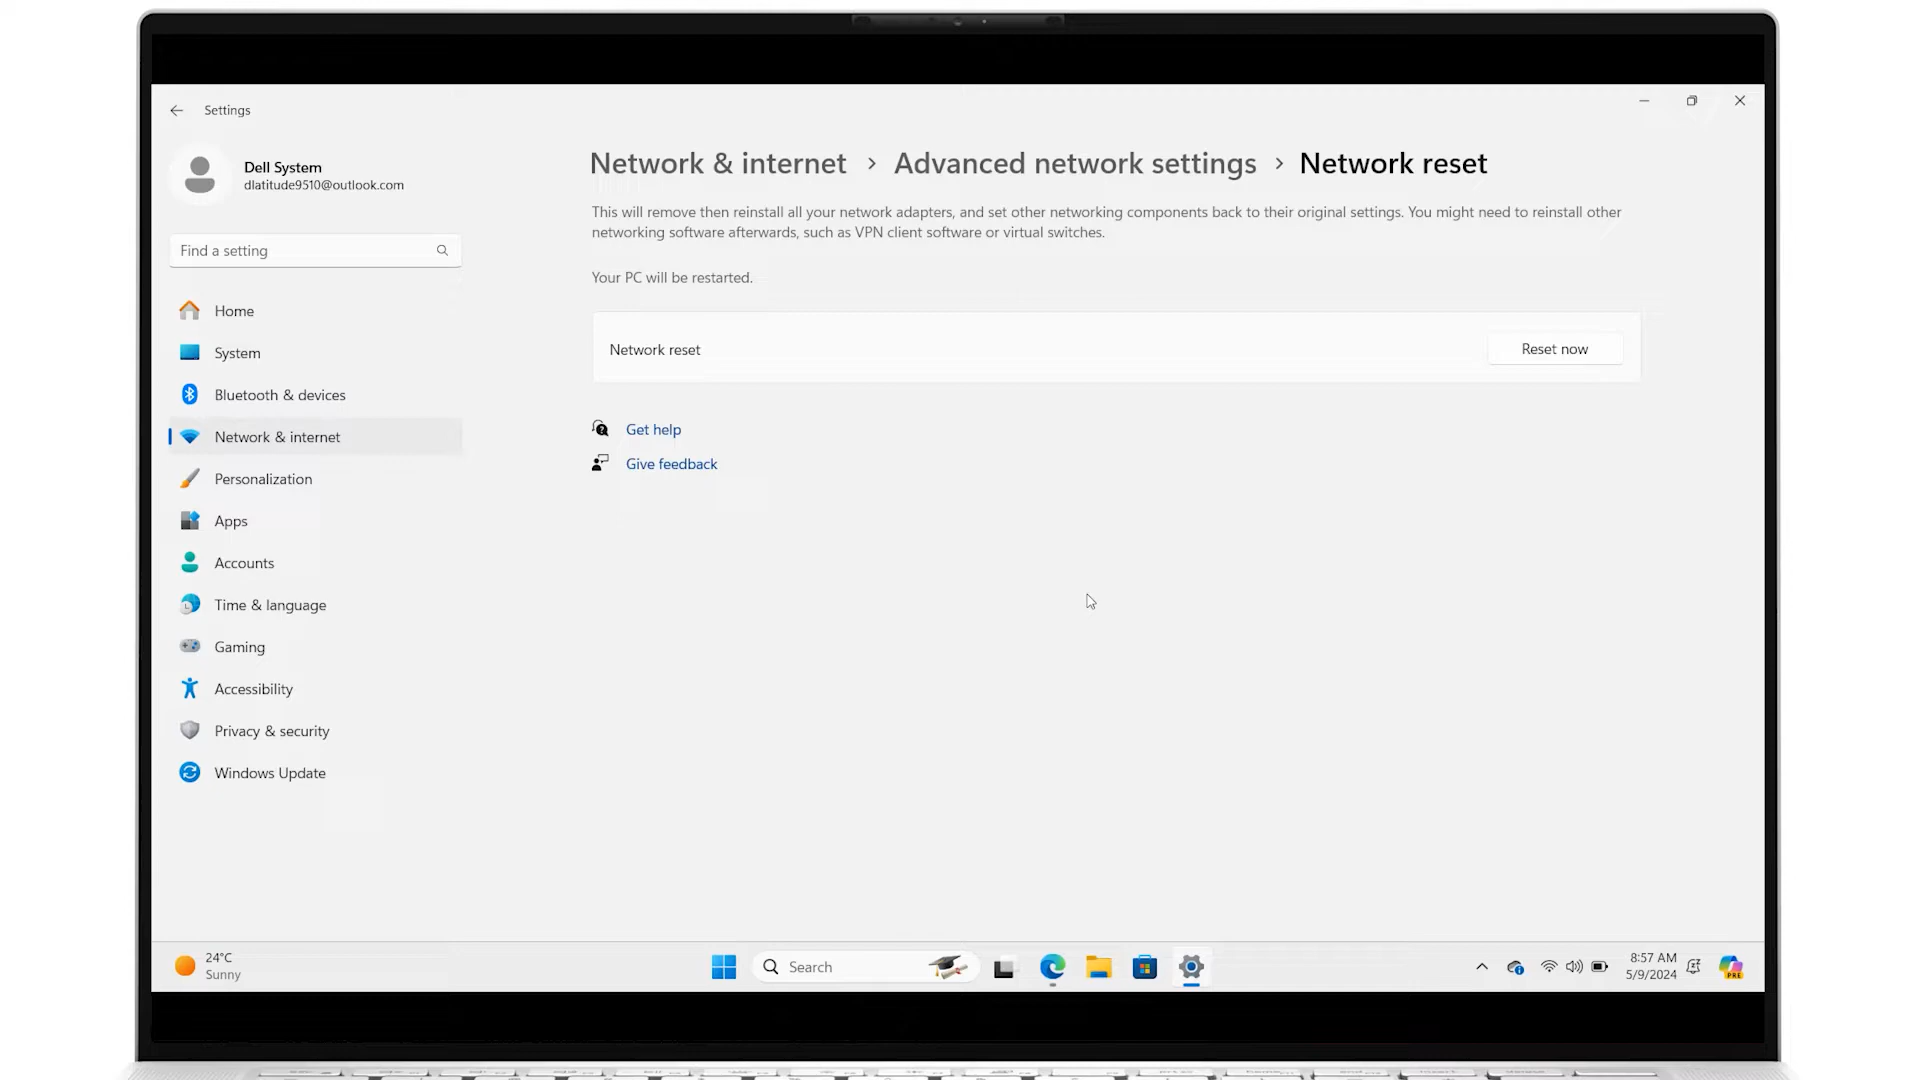 Settings
Dell System
dlatitude9510@outlook.com
Find a setting
Home
System
Bluetooth & devices
Network & internet
Personalization
Apps
Accounts
Time & language
Gaming
Accessibility
Privacy & security
Windows Update
Network & internet > Advanced network settings > Network reset
This will remove then reinstall all your network adapters, and set other networking components back to their original settings. You might need to reinstall other
networking software afterwards, such as VPN client software or virtual switches.
Your PC will be restarted.
Network reset
Reset now
Get help
Give feedback
24°C
Sunny
Search
8:57 AM
5/9/2024
PRE